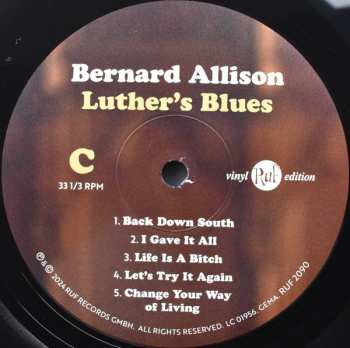 Bernard Allison
Luther's Blues
C
33 1/3 RPM
vinyl Ruf edition
1. Back Down South
2. I Gave It All
3. Life Is A Bitch
4. Let's Try It Again
5. Change Your Way
of Living
℗ & © 2024 RUF RECORDS GMBH. ALL RIGHTS RESERVED. LC 01956. GEMA. RUF 2090